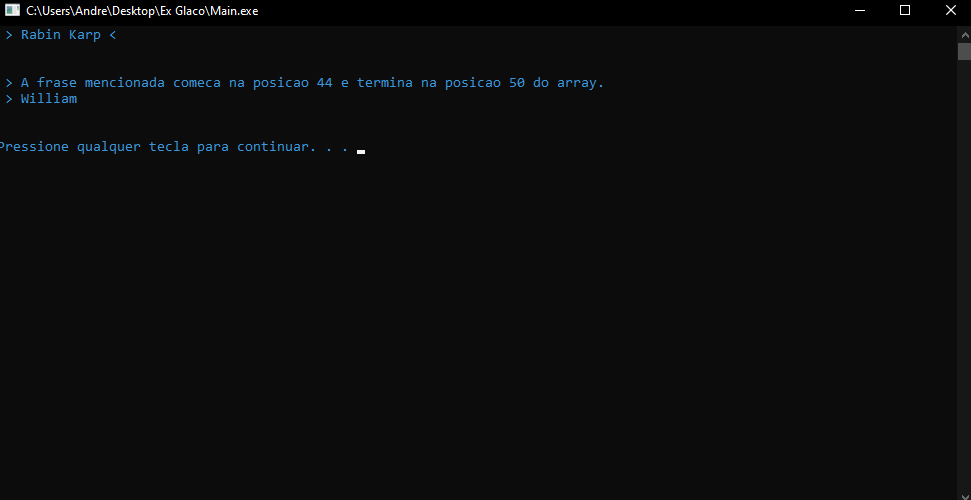 C:\Users\Andre\Desktop\Ex Glaco\Main.exe
> Rabin Karp <
> A frase mencionada comeca na posicao 44 e termina na posicao 50 do array.
> William
Pressione qualquer tecla para continuar. . .